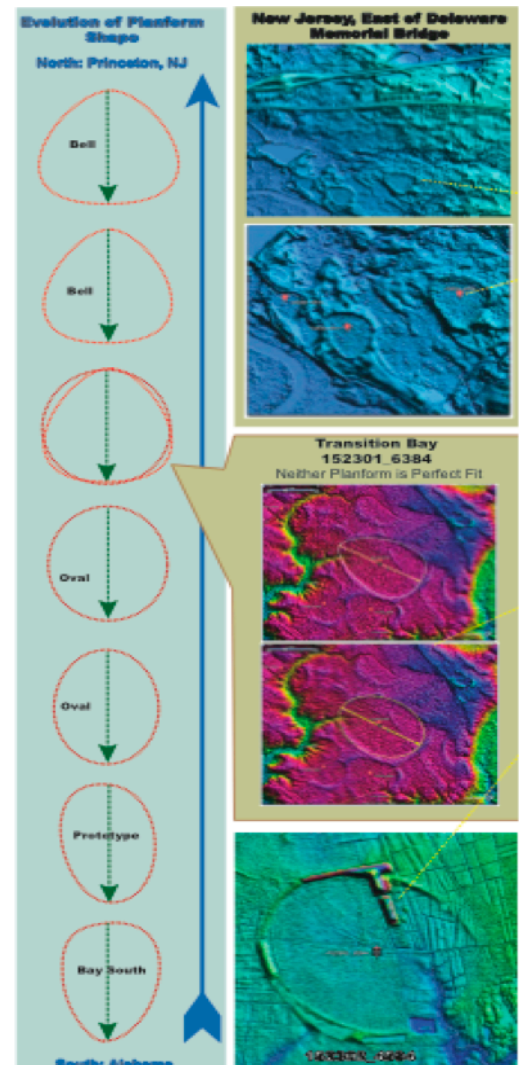 Evolution of Planform
Shape
North: Princeton, NJ
Bell
Bell
Oval
Oval
Prototype
Bay South
South: Alabama
New Jersey, East of Delaware
Memorial Bridge
Transition Bay
152301_6384
Neither Planform is Perfect Fit